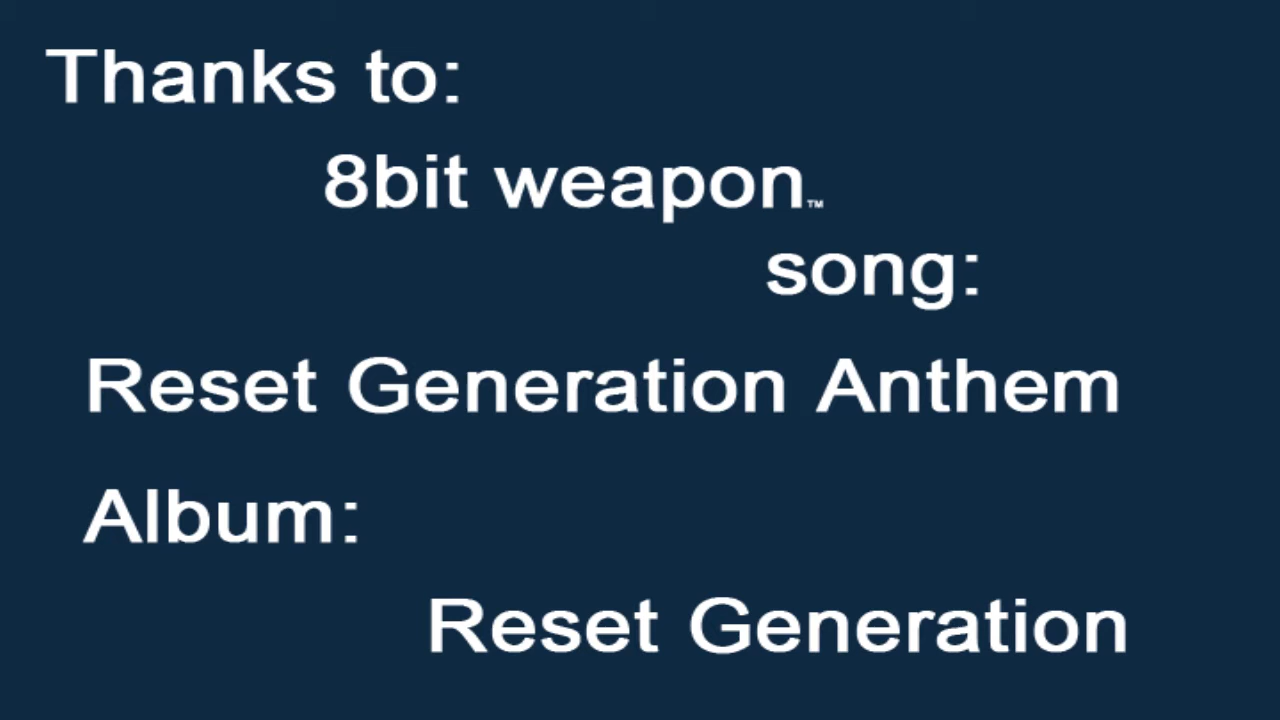 Thanks to:
8bit weapon™
song:
Reset Generation Anthem
Album:
Reset Generation